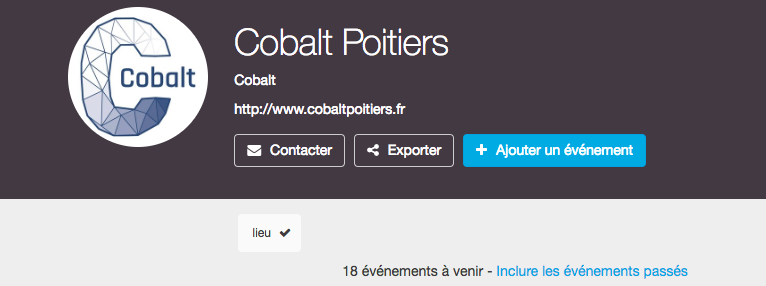 Cobalt
Cobalt Poitiers
Cobalt
http://www.cobaltpoitiers.fr
Contacter Exporter Ajouter un événement
lieu
18 événements à venir - Inclure les événements passés